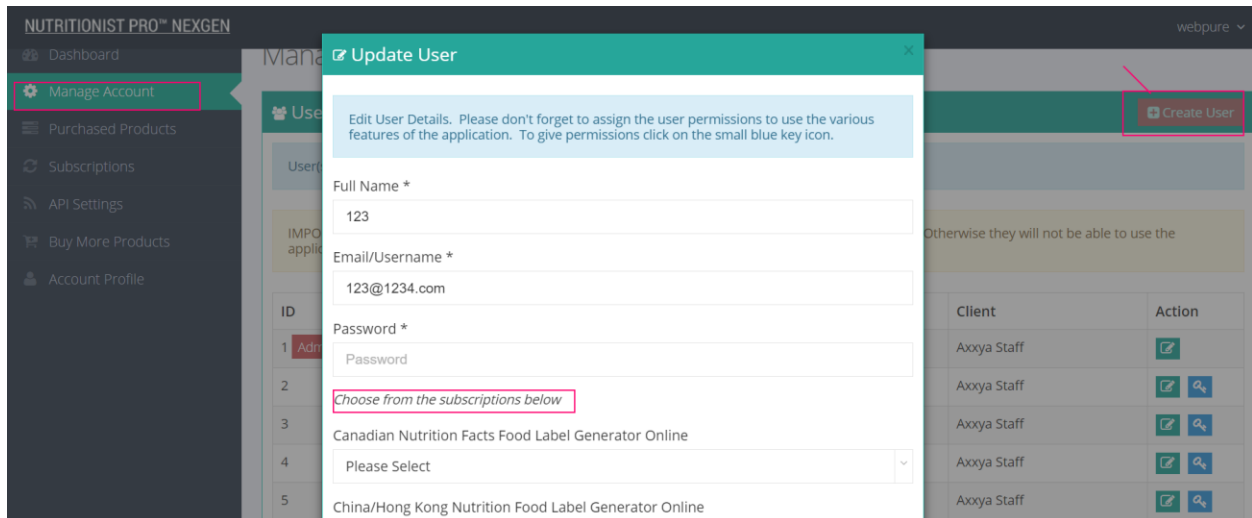 NUTRITIONIST PRO™ NEXGEN
webpure
Dashboard
Manage Account
Purchased Products
Subscriptions
API Settings
Buy More Products
Account Profile
Create User
Update User
Edit User Details. Please don't forget to assign the user permissions to use the various
features of the application. To give permissions click on the small blue key icon.
Full Name *
123
Email/Username *
123@1234.com
Password *
Password
Choose from the subscriptions below
Canadian Nutrition Facts Food Label Generator Online
Please Select
China/Hong Kong Nutrition Food Label Generator Online
Otherwise they will not be able to use the
ID Client Action
1 Axxya Staff
2 Axxya Staff
3 Axxya Staff
4 Axxya Staff
5 Axxya Staff